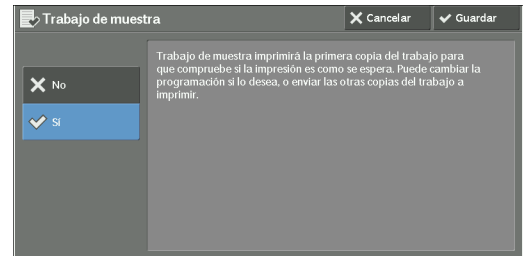 Trabajo de muestra
Cancelar
Guardar
No
Sí
Trabajo de muestra imprimirá la primera copia del trabajo para
que compruebe si la impresión es como se espera. Puede cambiar la
programación si lo desea, o enviar las otras copias del trabajo a
imprimir.